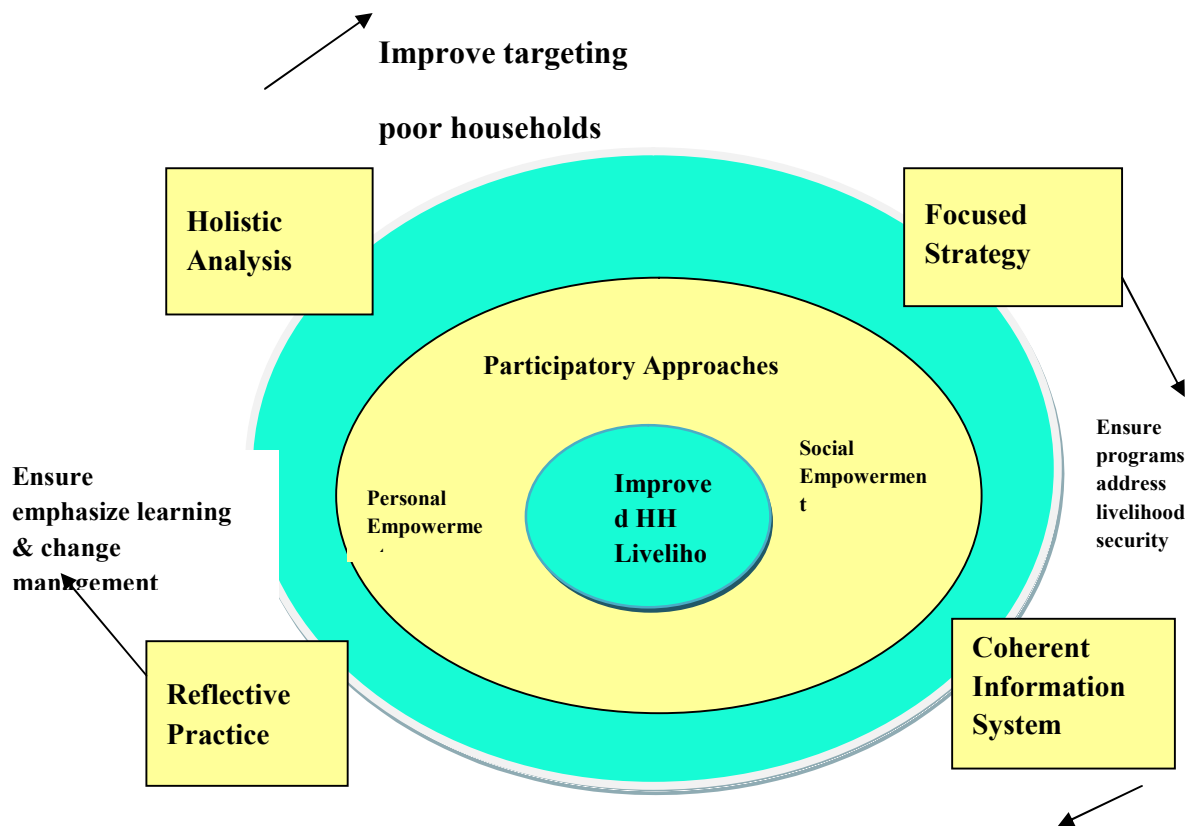 Improve targeting
poor households
Holistic
Analysis
Focused
Strategy
Participatory Approaches
Social
Empowermen
t
Personal
Empowerme
Improve
d HH
Liveliho
Ensure
programs
address
livelihood
security
Ensure
emphasize learning
& change
management
Reflective
Practice
Coherent
Information
System